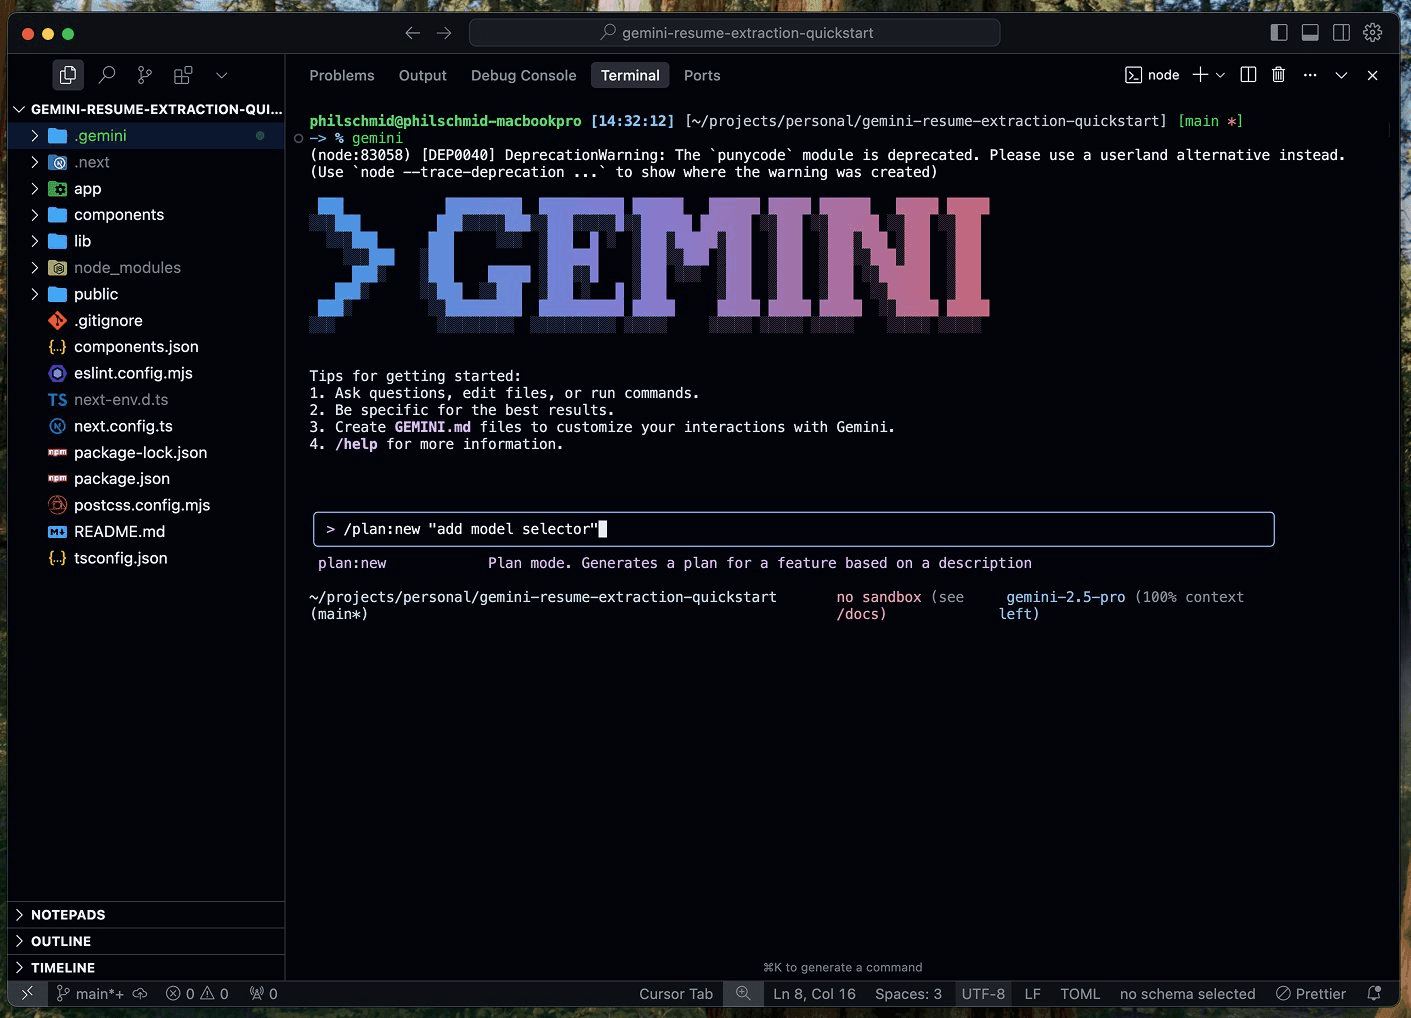 gemini-resume-extraction-quickstart
GEMINI-RESUME-EXTRACTION-QUI...
.gemini
.next
app
components
lib
node_modules
public
.gitignore
components.json
eslint.config.mjs
TS next-env.d.ts
next.config.ts
package-lock.json
package.json
postcss.config.mjs
README.md
{..} tsconfig.json
NOTEPADS
OUTLINE
TIMELINE
Problems Output Debug Console Terminal Ports node
philschmid@philschmid-macbookpro [14:32:12] [~/projects/personal/gemini-resume-extraction-quickstart] [main *]
—> % gemini
(node:83058) [DEP0040] DeprecationWarning: The `punycode` module is deprecated. Please use a userland alternative instead.
(Use `node --trace-deprecation ...` to show where the warning was created)
> GEMINI
Tips for getting started:
1. Ask questions, edit files, or run commands.
2. Be specific for the best results.
3. Create GEMINI.md files to customize your interactions with Gemini.
4. /help for more information.
> /plan:new "add model selector"
plan:new Plan mode. Generates a plan for a feature based on a description
~/projects/personal/gemini-resume-extraction-quickstart no sandbox (see gemini-2.5-pro (100% context
(main*) /docs) left)
⌘K to generate a command
main*+ 0 0 0 Cursor Tab Ln 8, Col 16 Spaces: 3 UTF-8 LF TOML no schema selected Prettier